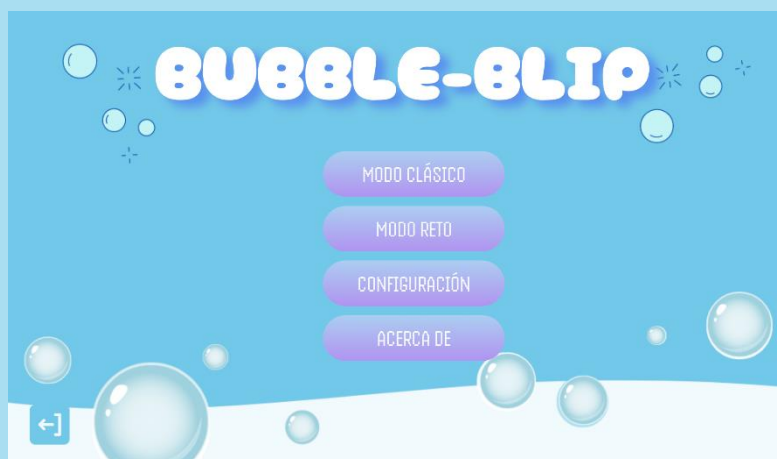 BUBBLE-BLIP
MODO CLÁSICO
MODO RETO
CONFIGURACIÓN
ACERCA DE